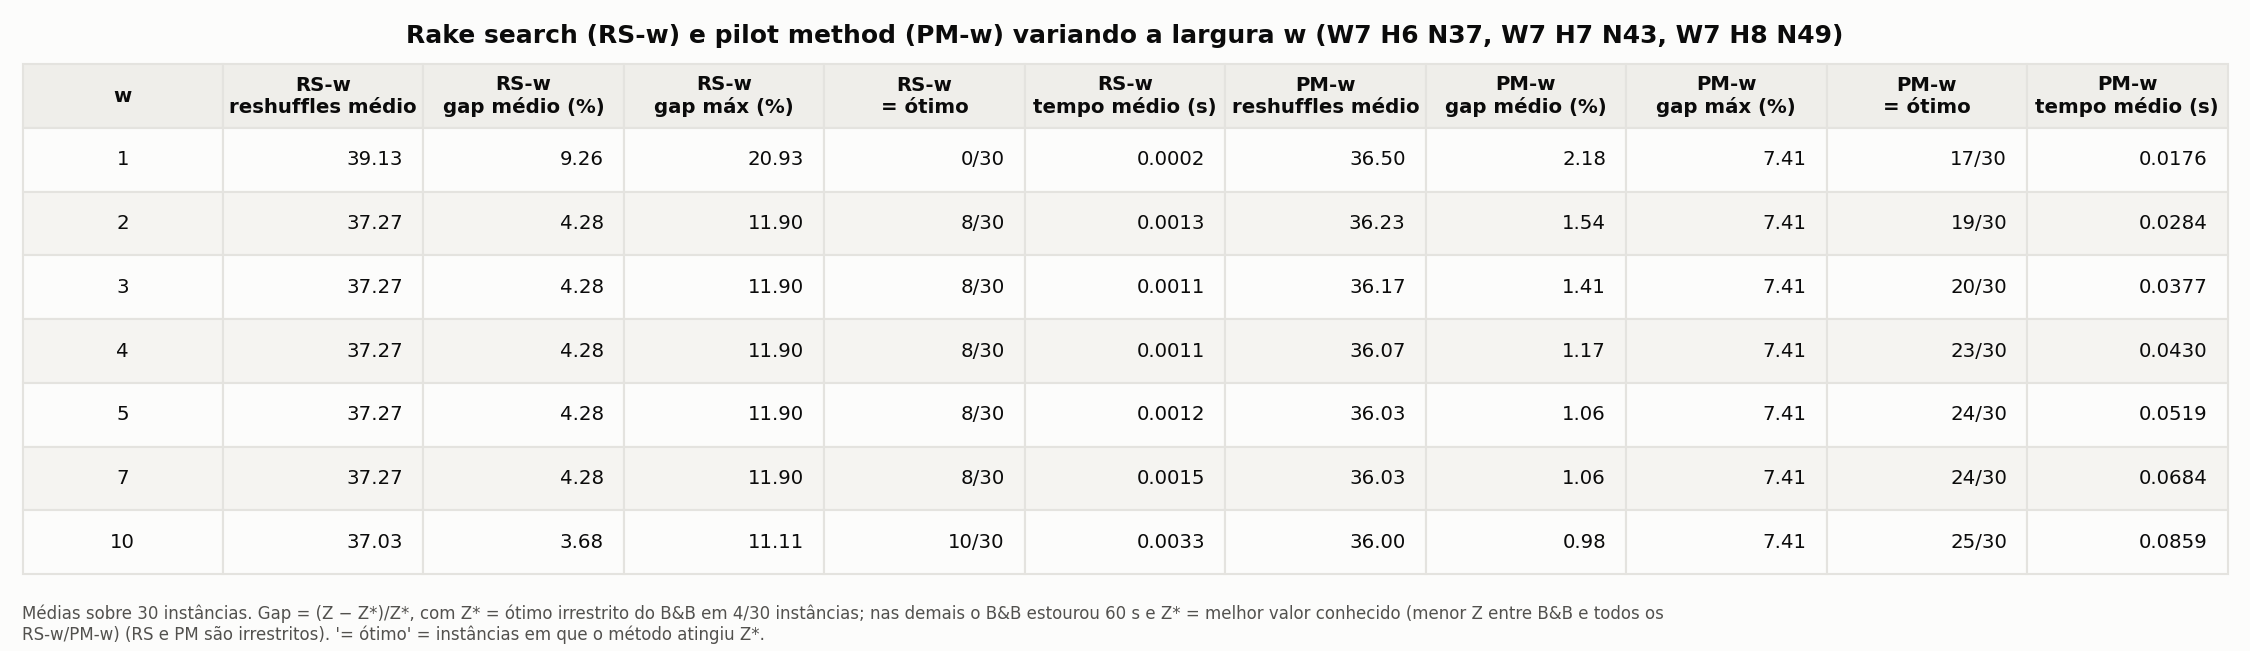 Rake search (RS-w) e pilot method (PM-w) variando a largura w (W7 H6 N37, W7 H7 N43, W7 H8 N49)
w | RS-w reshuffles médio | RS-w gap médio (%) | RS-w gap máx (%) | RS-w = ótimo | RS-w tempo médio (s) | PM-w reshuffles médio | PM-w gap médio (%) | PM-w gap máx (%) | PM-w = ótimo | PM-w tempo médio (s)
1 | 39.13 | 9.26 | 20.93 | 0/30 | 0.0002 | 36.50 | 2.18 | 7.41 | 17/30 | 0.0176
2 | 37.27 | 4.28 | 11.90 | 8/30 | 0.0013 | 36.23 | 1.54 | 7.41 | 19/30 | 0.0284
3 | 37.27 | 4.28 | 11.90 | 8/30 | 0.0011 | 36.17 | 1.41 | 7.41 | 20/30 | 0.0377
4 | 37.27 | 4.28 | 11.90 | 8/30 | 0.0011 | 36.07 | 1.17 | 7.41 | 23/30 | 0.0430
5 | 37.27 | 4.28 | 11.90 | 8/30 | 0.0012 | 36.03 | 1.06 | 7.41 | 24/30 | 0.0519
7 | 37.27 | 4.28 | 11.90 | 8/30 | 0.0015 | 36.03 | 1.06 | 7.41 | 24/30 | 0.0684
10 | 37.03 | 3.68 | 11.11 | 10/30 | 0.0033 | 36.00 | 0.98 | 7.41 | 25/30 | 0.0859
Médias sobre 30 instâncias. Gap = (Z − Z*)/Z*, com Z* = ótimo irrestrito do B&B em 4/30 instâncias; nas demais o B&B estourou 60 s e Z* = melhor valor conhecido (menor Z entre B&B e todos os
RS-w/PM-w) (RS e PM são irrestritos). '= ótimo' = instâncias em que o método atingiu Z*.